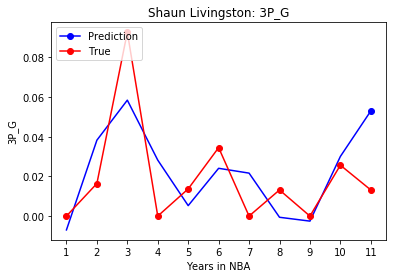 Shaun Livingston: 3P_G
Prediction
True
0.08
0.06
0.04
0.02
0.00
3P_G
1 2 3 4 5 6 7 8 9 10 11
Years in NBA